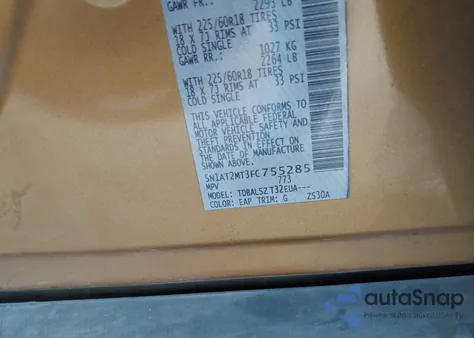 GAWR FR.: 2293 LB
WITH 225/60R18 TIRES
18 X 7J RIMS AT 33 PSI
COLD SINGLE
GAWR RR.: 1027 KG
2264 LB
WITH 225/60R18 TIRES
18 X 7J RIMS AT 33 PSI
COLD SINGLE
THIS VEHICLE CONFORMS TO
ALL APPLICABLE FEDERAL
MOTOR VEHICLE SAFETY AND
THEFT PREVENTION
STANDARDS IN EFFECT ON
THE DATE OF MANUFACTURE
SHOWN ABOVE.
5N1AT2MT3FC755285
MPV 773
MODEL: TDBALSZ T32EUA---
COLOR: EAP TRIM: G 2S30A
autoSnap